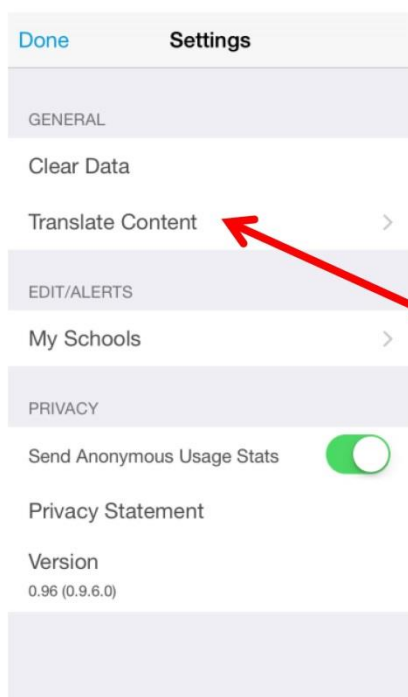 Done Settings
GENERAL
Clear Data
Translate Content
EDIT/ALERTS
My Schools
PRIVACY
Send Anonymous Usage Stats
Privacy Statement
Version
0.96 (0.9.6.0)